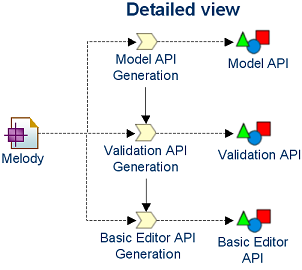 Detailed view
Model API
Generation
Model API
Melody
Validation API
Generation
Validation API
Basic Editor API
Generation
Basic Editor
API